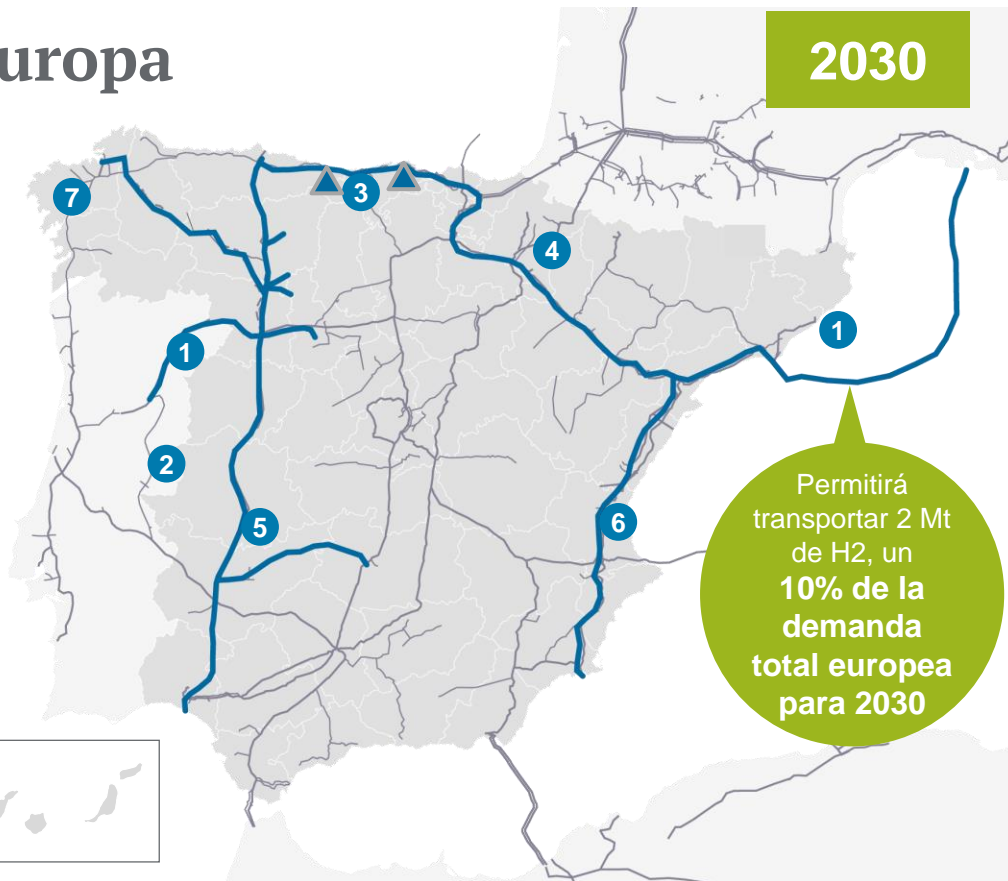 uropa
2030
7
3
4
1
1
2
5
6
Permitirá
transportar 2 Mt
de H2, un
10% de la
demanda
total europea
para 2030